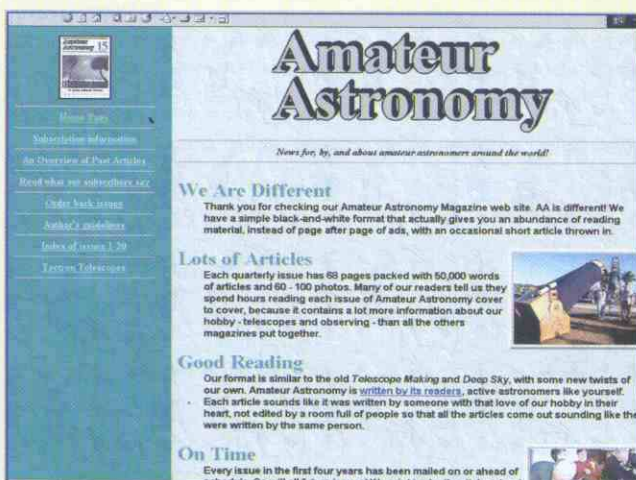 Amateur
Astronomy 15
Home Page
Subscription information
An Overview of Past Articles
Read what our subscribers say
Order back issues
Author's guidelines
Index of issues 1-20
Tectron Telescopes
Amateur
Astronomy
News for, by, and about amateur astronomers around the world!
We Are Different
Thank you for checking our Amateur Astronomy Magazine web site. AA is different! We
have a simple black-and-white format that actually gives you an abundance of reading
material, instead of page after page of ads, with an occasional short article thrown in.
Lots of Articles
Each quarterly issue has 68 pages packed with 50,000 words
of articles and 60 - 100 photos. Many of our readers tell us they
spend hours reading each issue of Amateur Astronomy cover
to cover, because it contains a lot more information about our
hobby - telescopes and observing - than all the others
magazines put together.
Good Reading
Our format is similar to the old Telescope Making and Deep Sky, with some new twists of
our own. Amateur Astronomy is written by its readers, active astronomers like yourself.
Each article sounds like it was written by someone with that love of our hobby in their
heart, not edited by a room full of people so that all the articles come out sounding like the
were written by the same person.
On Time
Every issue in the first four years has been mailed on or ahead of